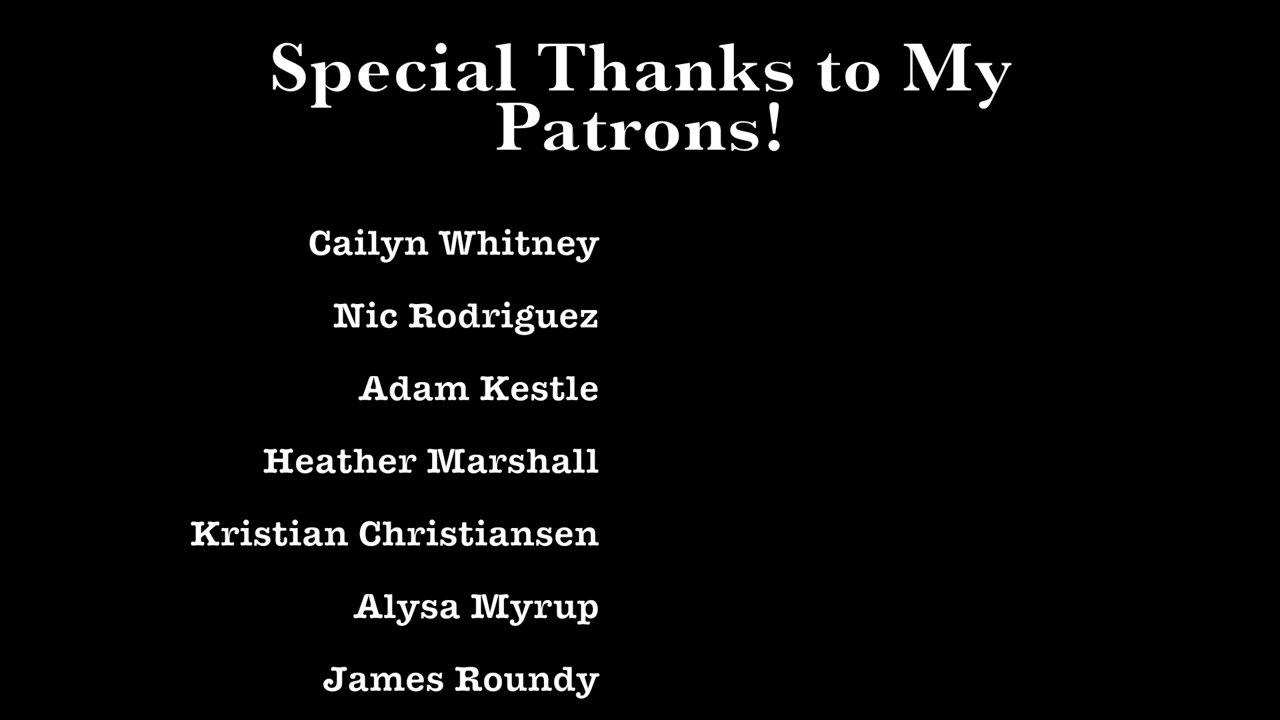 Special Thanks to My
Patrons!
Cailyn Whitney
Nic Rodriguez
Adam Kestle
Heather Marshall
Kristian Christiansen
Alysa Myrup
James Roundy